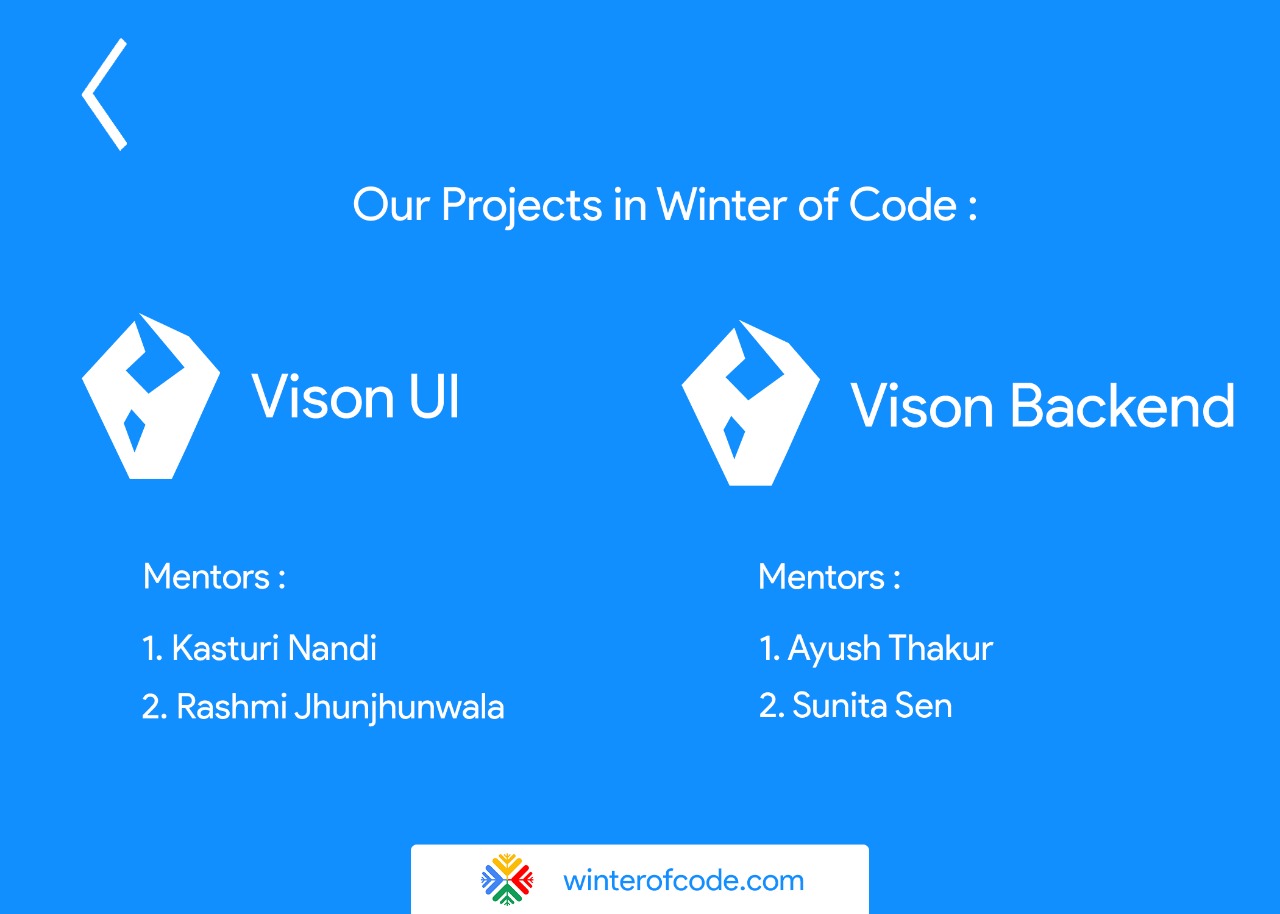 Our Projects in Winter of Code :
Vison UI
Vison Backend
Mentors :
1. Kasturi Nandi
2. Rashmi Jhunjhunwala
Mentors :
1. Ayush Thakur
2. Sunita Sen
winterofcode.com